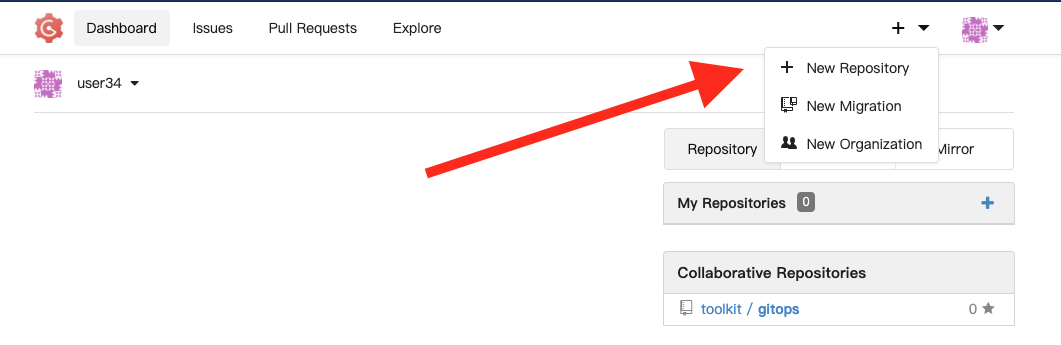 Dashboard Issues Pull Requests Explore
user34
New Repository
New Migration
New Organization
Repository Mirror
My Repositories 0
Collaborative Repositories
toolkit / gitops 0